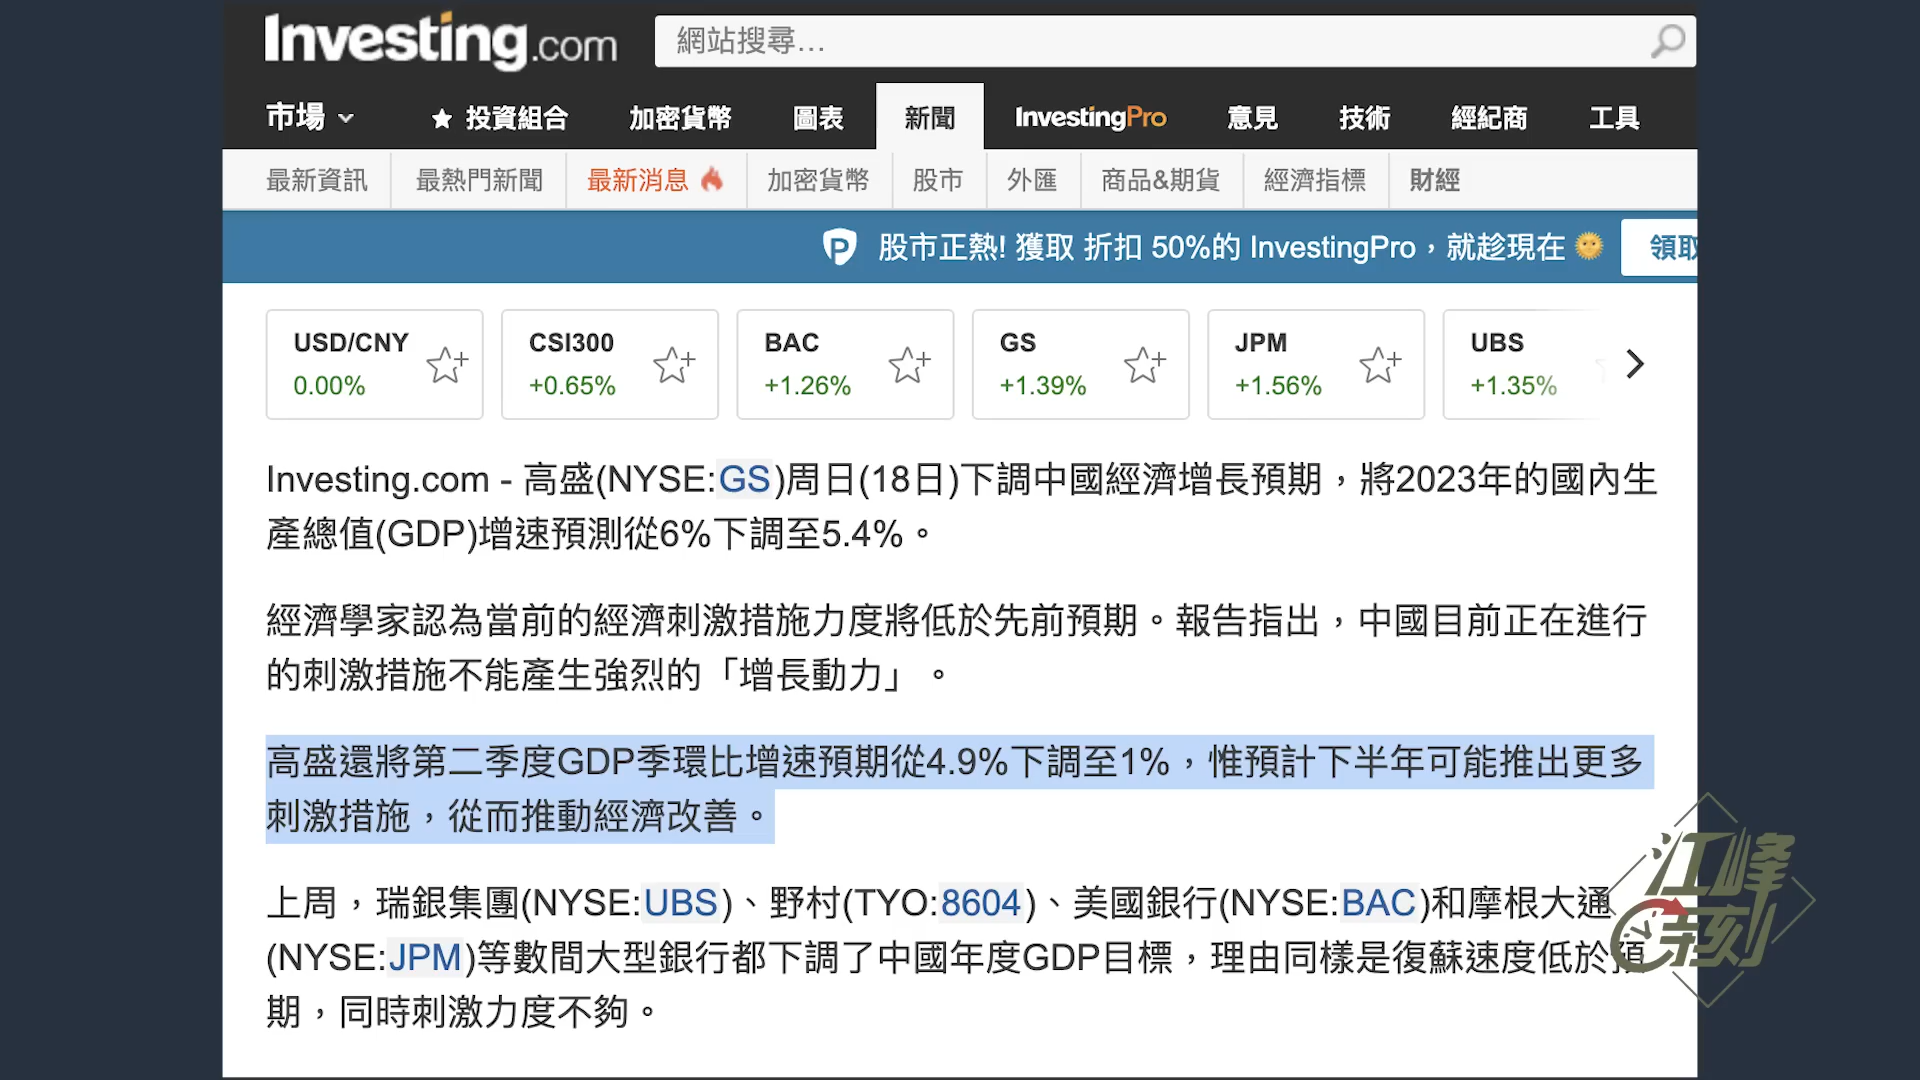 Investing.com
網站搜尋...
市場 投資組合 加密貨幣 圖表 新聞 InvestingPro 意見 技術 經紀商 工具
最新資訊 最熱門新聞 最新消息 加密貨幣 股市 外匯 商品&期貨 經濟指標 財經
股市正熱! 獲取 折扣 50%的 InvestingPro，就趁現在 領取
USD/CNY CSI300 BAC GS JPM UBS
0.00% +0.65% +1.26% +1.39% +1.56% +1.35%
Investing.com - 高盛(NYSE:GS)周日(18日)下調中國經濟增長預期，將2023年的國內生
產總值(GDP)增速預測從6%下調至5.4%。
經濟學家認為當前的經濟刺激措施力度將低於先前預期。報告指出，中國目前正在進行
的刺激措施不能產生強烈的「增長動力」。
高盛還將第二季度GDP季環比增速預期從4.9%下調至1%，惟預計下半年可能推出更多
刺激措施，從而推動經濟改善。
上周，瑞銀集團(NYSE:UBS)、野村(TYO:8604)、美國銀行(NYSE:BAC)和摩根大通
(NYSE:JPM)等數間大型銀行都下調了中國年度GDP目標，理由同樣是復蘇速度低於預
期，同時刺激力度不夠。
江峰
時刻